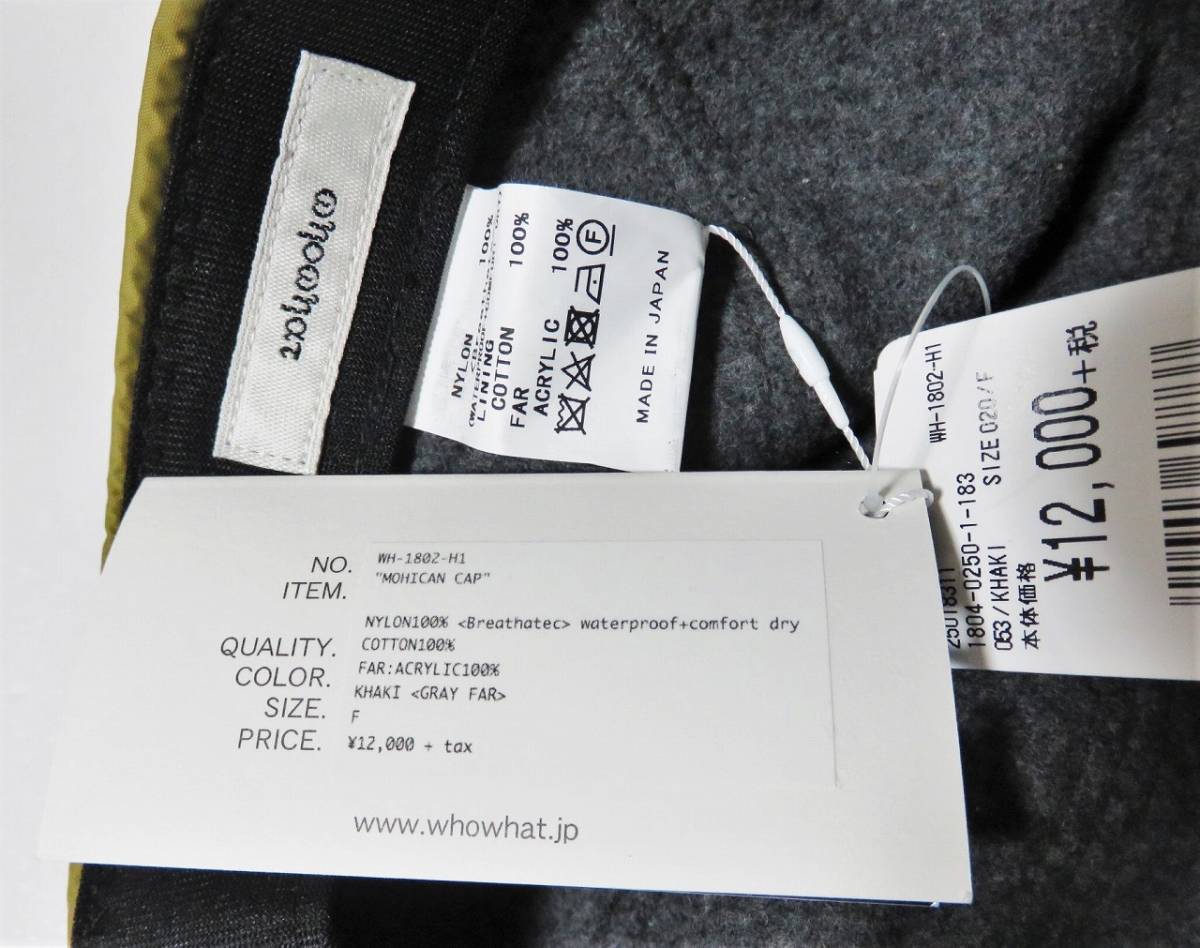 whowhat
NYLON 100%
LINING
COTTON 100%
FAR
ACRYLIC 100%
F
MADE IN JAPAN
WH-1802-H1
1804-0250-1-183
053/KHAKI SIZE 020/F
本体価格
¥12,000+税
NO. WH-1802-H1
ITEM. "MOHICAN CAP"
NYLON100% <Breathatec> waterproof+comfort dry
QUALITY. COTTON100%
FAR:ACRYLIC100%
COLOR. KHAKI <GRAY FAR>
SIZE. F
PRICE. ¥12,000 + tax
www.whowhat.jp